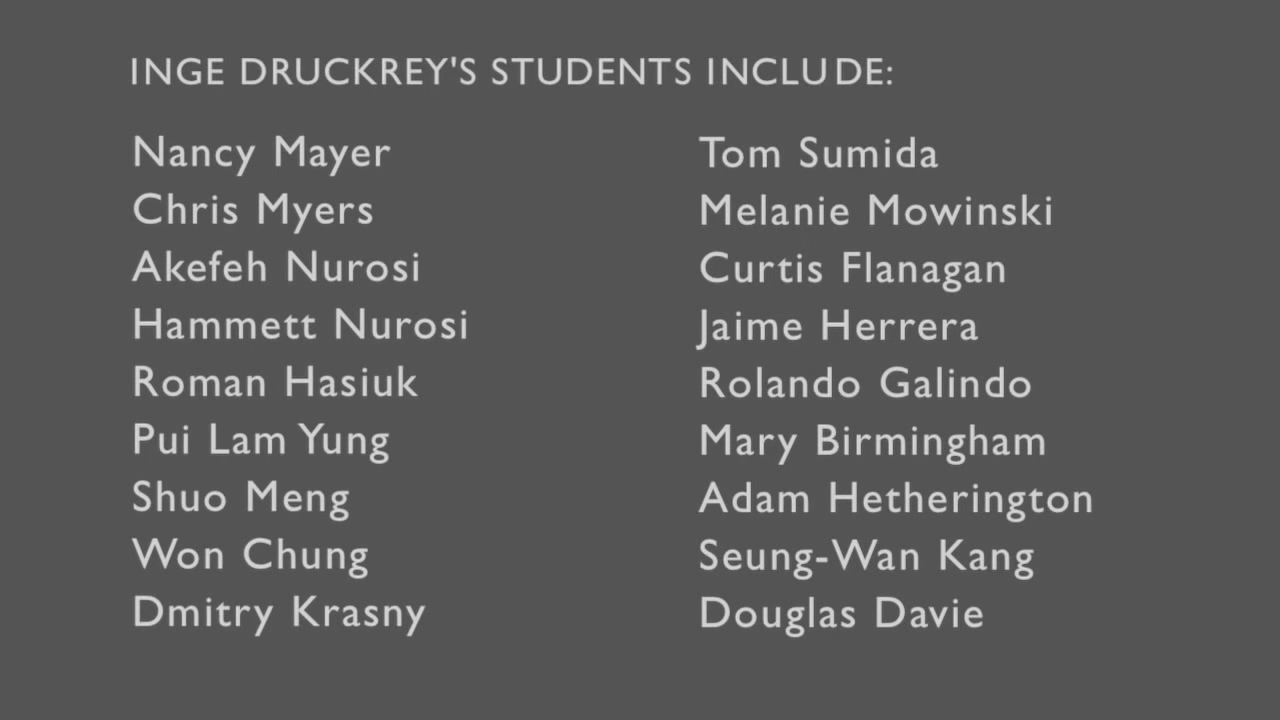 INGE DRUCKREY'S STUDENTS INCLUDE:
Nancy Mayer
Chris Myers
Akefeh Nurosi
Hammett Nurosi
Roman Hasiuk
Pui Lam Yung
Shuo Meng
Won Chung
Dmitry Krasny
Tom Sumida
Melanie Mowinski
Curtis Flanagan
Jaime Herrera
Rolando Galindo
Mary Birmingham
Adam Hetherington
Seung-Wan Kang
Douglas Davie